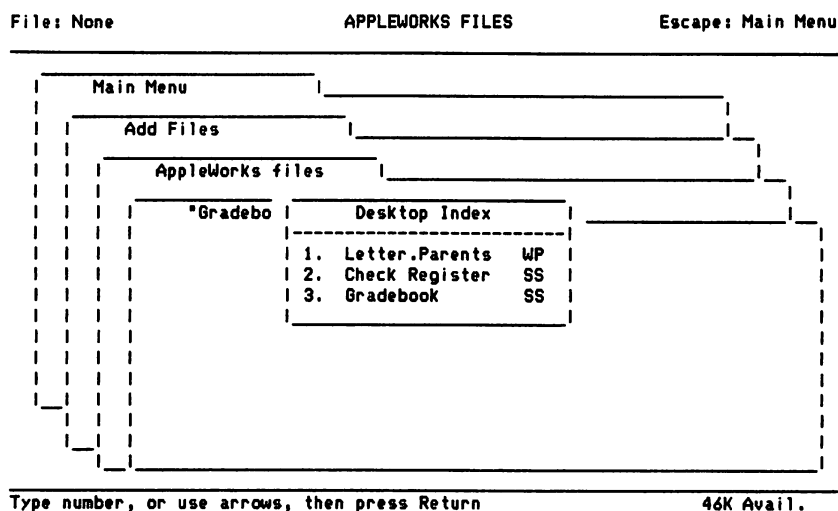 File: None APPLEWORKS FILES Escape: Main Menu
Main Menu
Add Files
AppleWorks files
"Gradebo Desktop Index
1. Letter.Parents WP
2. Check Register SS
3. Gradebook SS
Type number, or use arrows, then press Return 46K Avail.